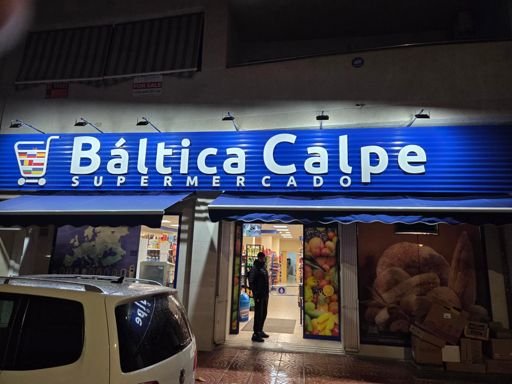 FOR SALE
Báltica Calpe
SUPERMERCADO